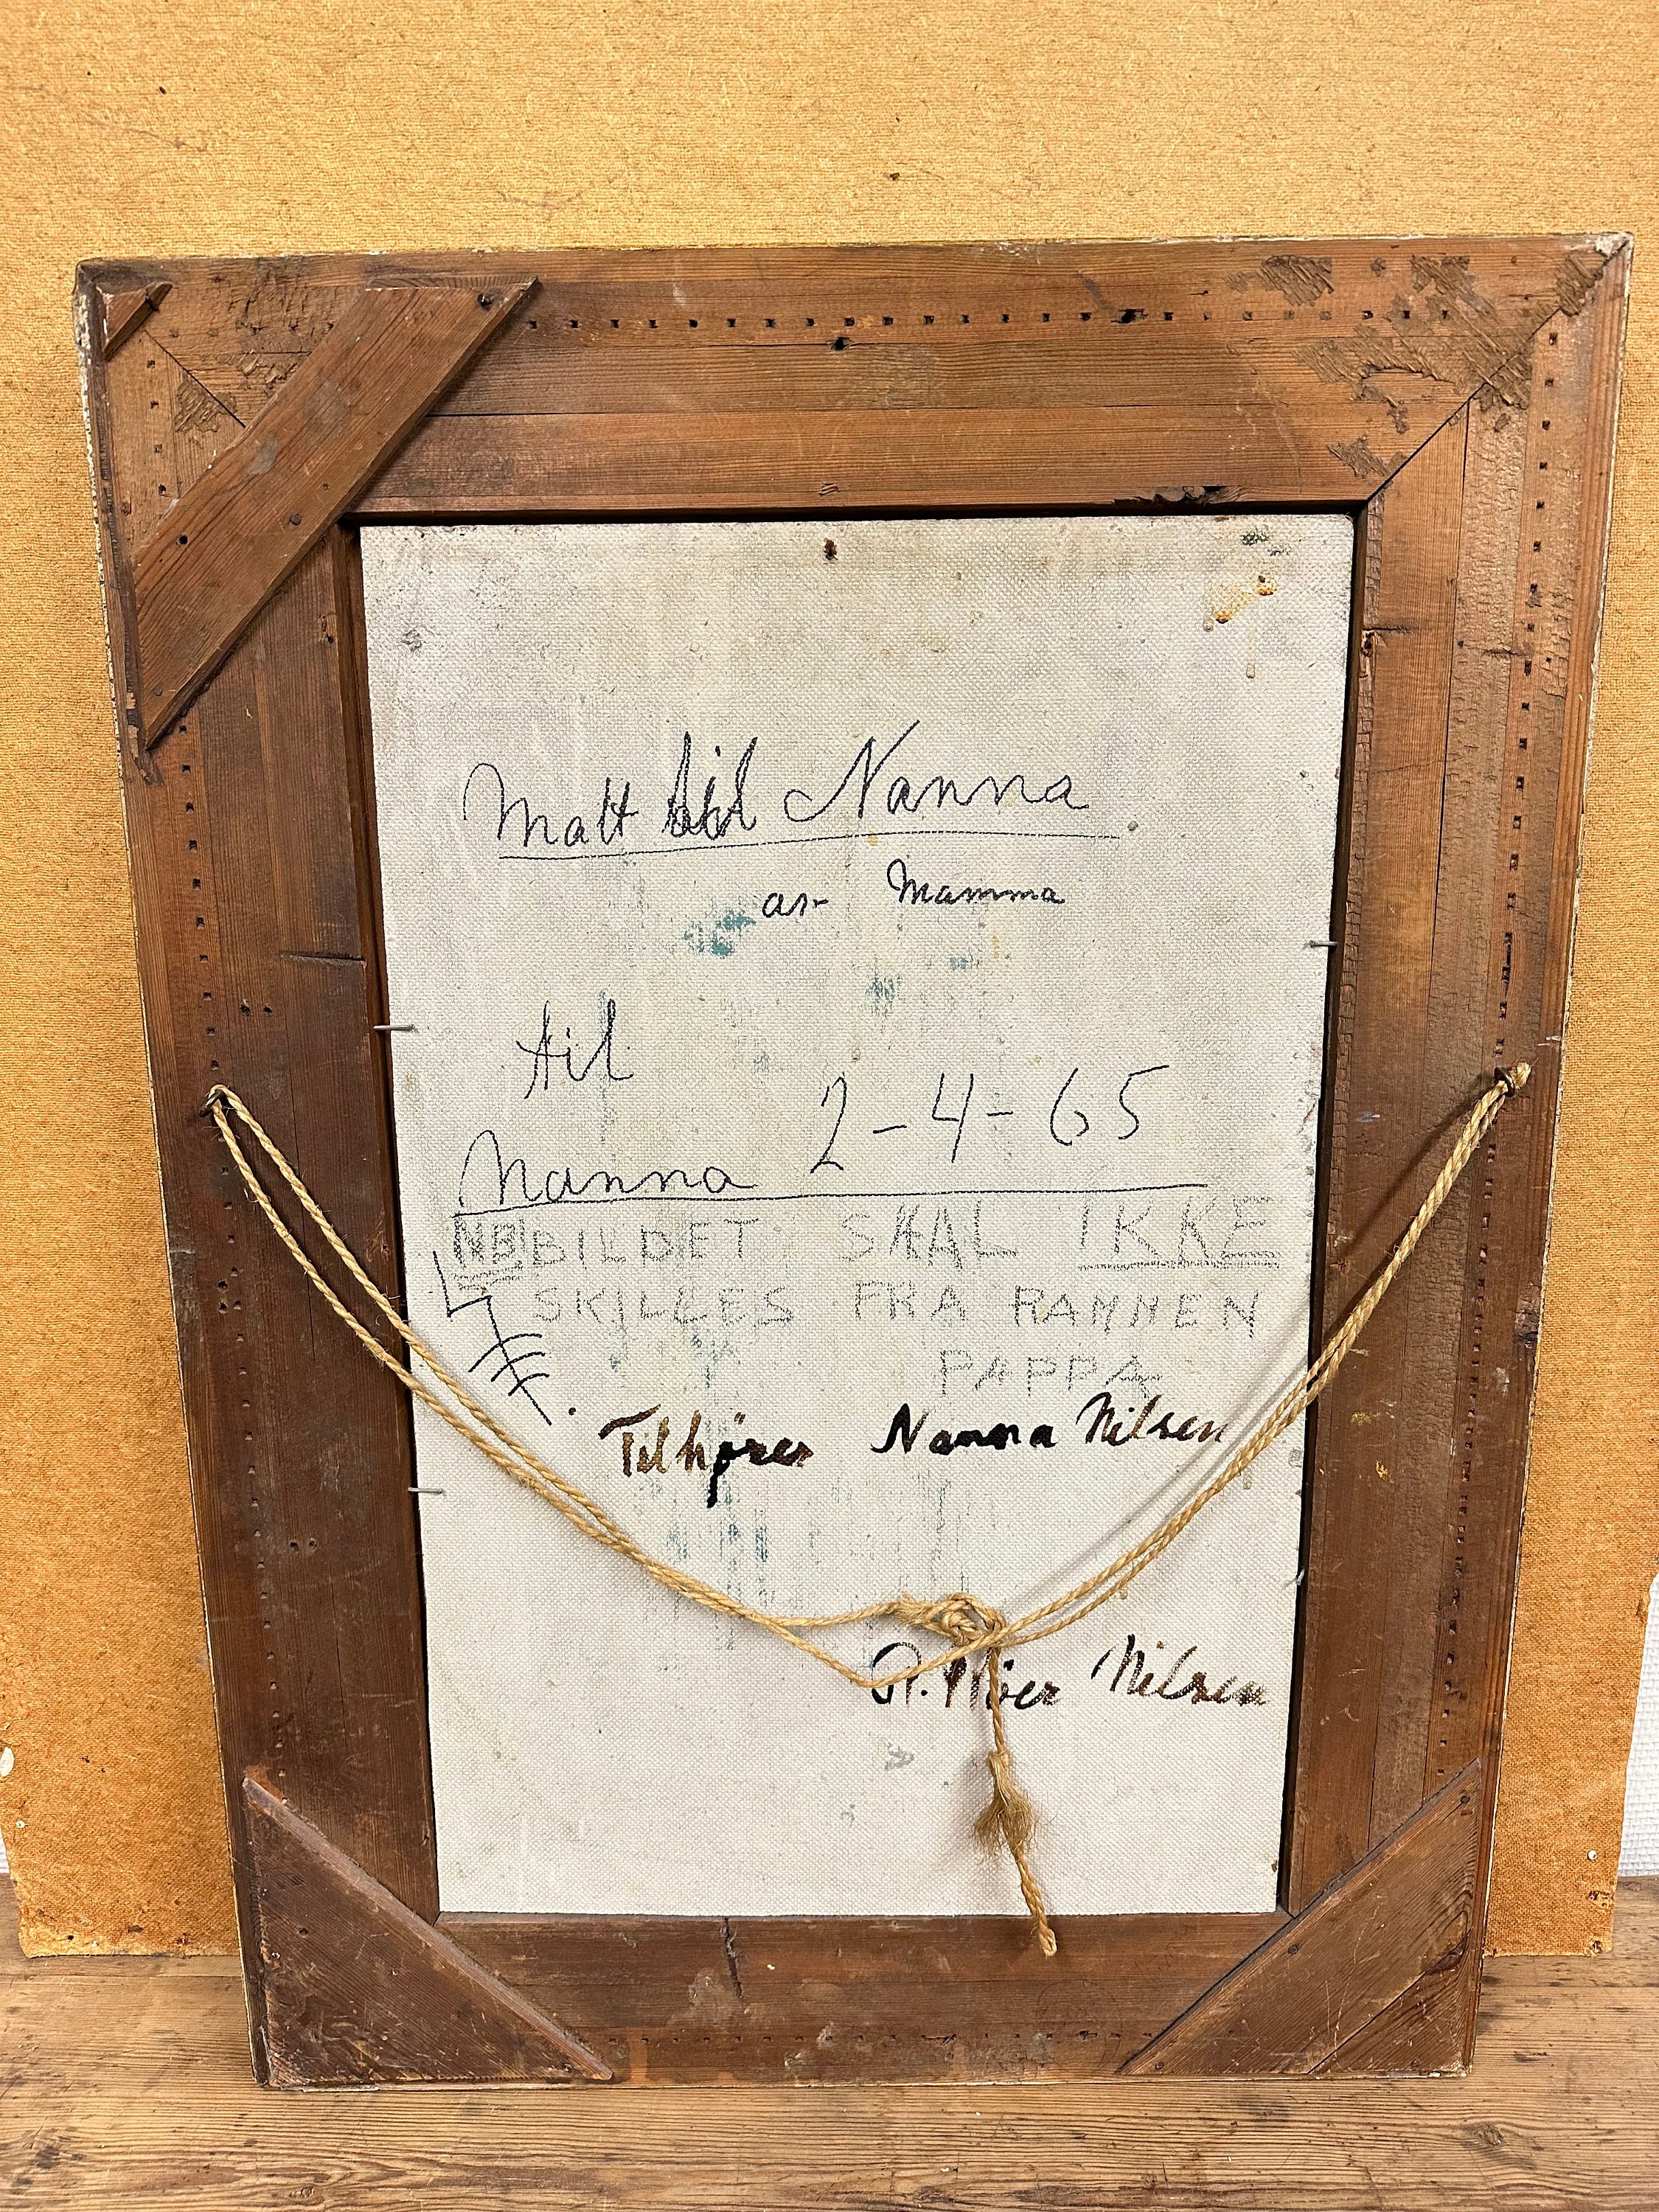 Malt til Nanna
av Mamma
til
Nanna 2-4-65
NB BILDET SKAL IKKE
SKILLES FRA RAMMEN
PAPPA
Tilhører Nanna Nilsen
Nilsen